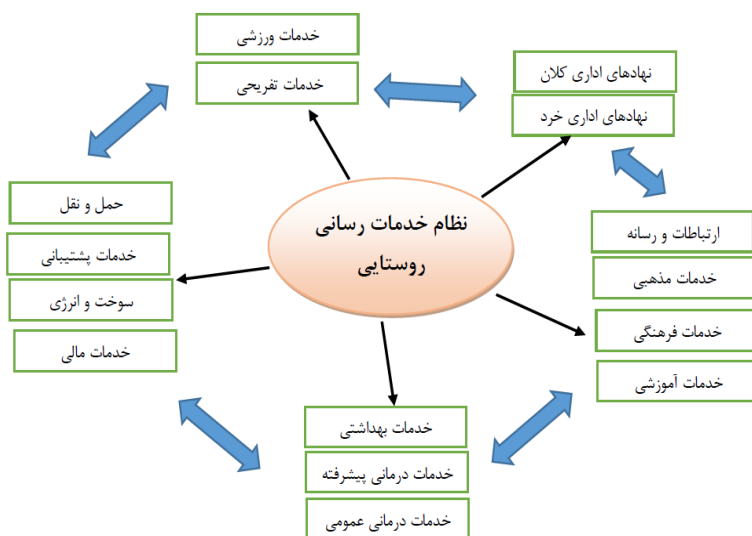 خدمات ورزشی
خدمات تفریحی
نهادهای اداری کلان
نهادهای اداری خرد
نظام خدمات رسانی
روستایی
ارتباطات و رسانه
خدمات مذهبی
خدمات فرهنگی
خدمات آموزشی
حمل و نقل
خدمات پشتیبانی
سوخت و انرژی
خدمات مالی
خدمات بهداشتی
خدمات درمانی پیشرفته
خدمات درمانی عمومی